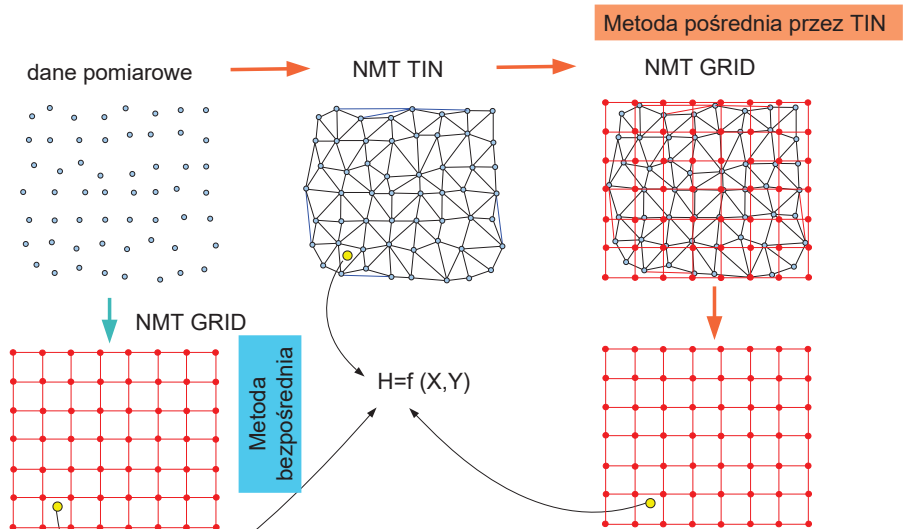 Metoda pośrednia przez TIN
dane pomiarowe
NMT TIN
NMT GRID
NMT GRID
Metoda
bezpośrednia
H=f (X,Y)